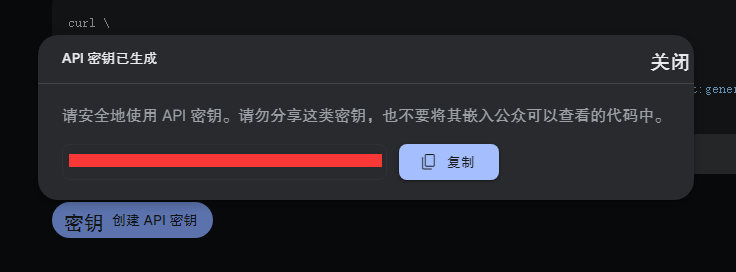 curl \
API 密钥已生成
关闭
t:gener
请安全地使用 API 密钥。请勿分享这类密钥，也不要将其嵌入公众可以查看的代码中。
复制
密钥 创建 API 密钥